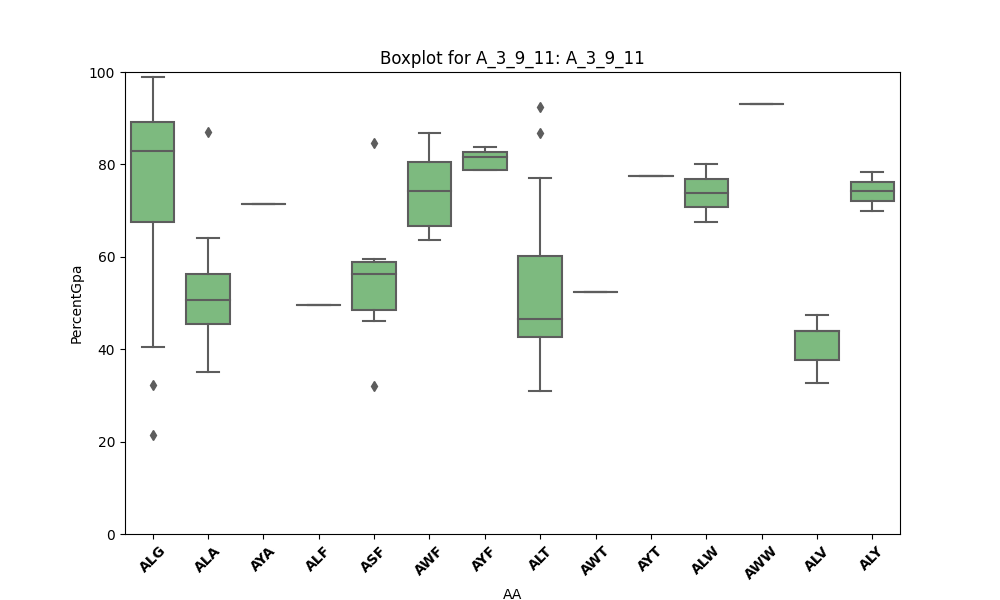 Boxplot for A_3_9_11: A_3_9_11
PercentGpa
100
80
60
40
20
0
ALG ALA AYA ALF ASF AWF AYF ALT AWT AYT ALW AWW ALV ALY
AA